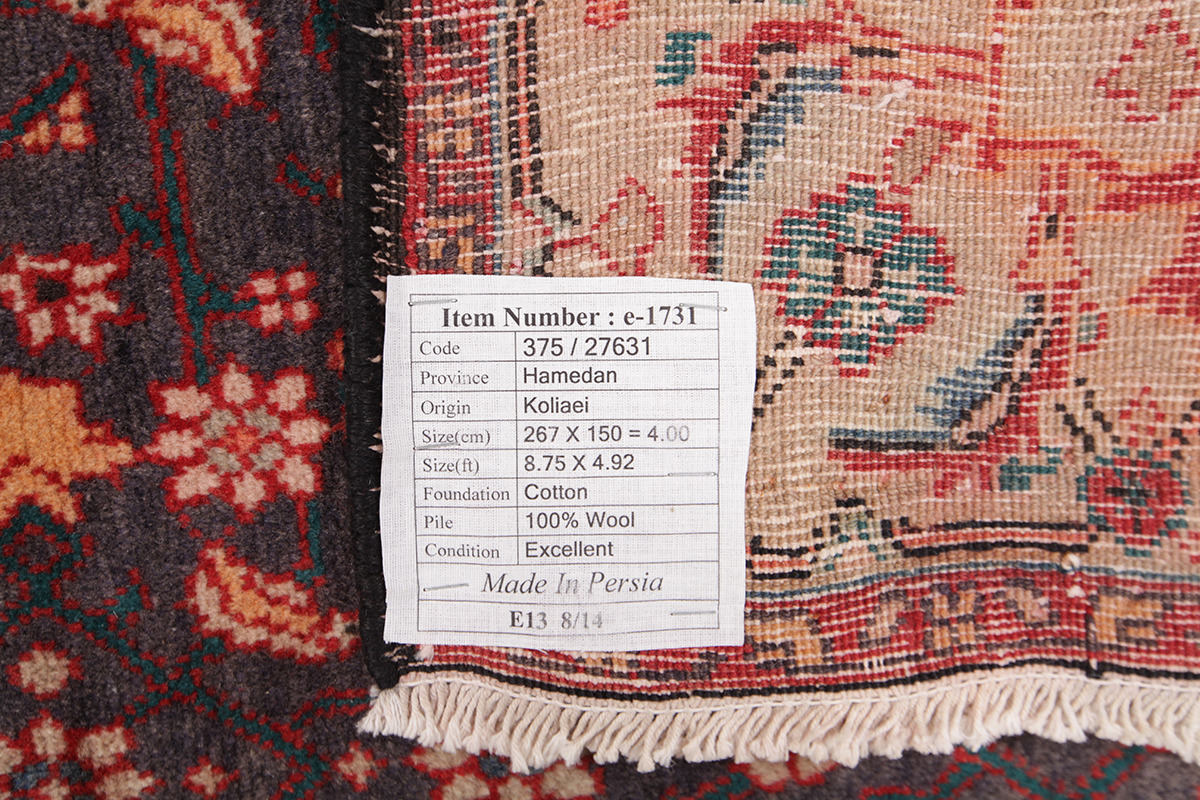 Item Number : e-1731
Code 375 / 27631
Province Hamedan
Origin Koliaei
Size(cm) 267 X 150 = 4.00
Size(ft) 8.75 X 4.92
Foundation Cotton
Pile 100% Wool
Condition Excellent
Made In Persia
E13 8/14